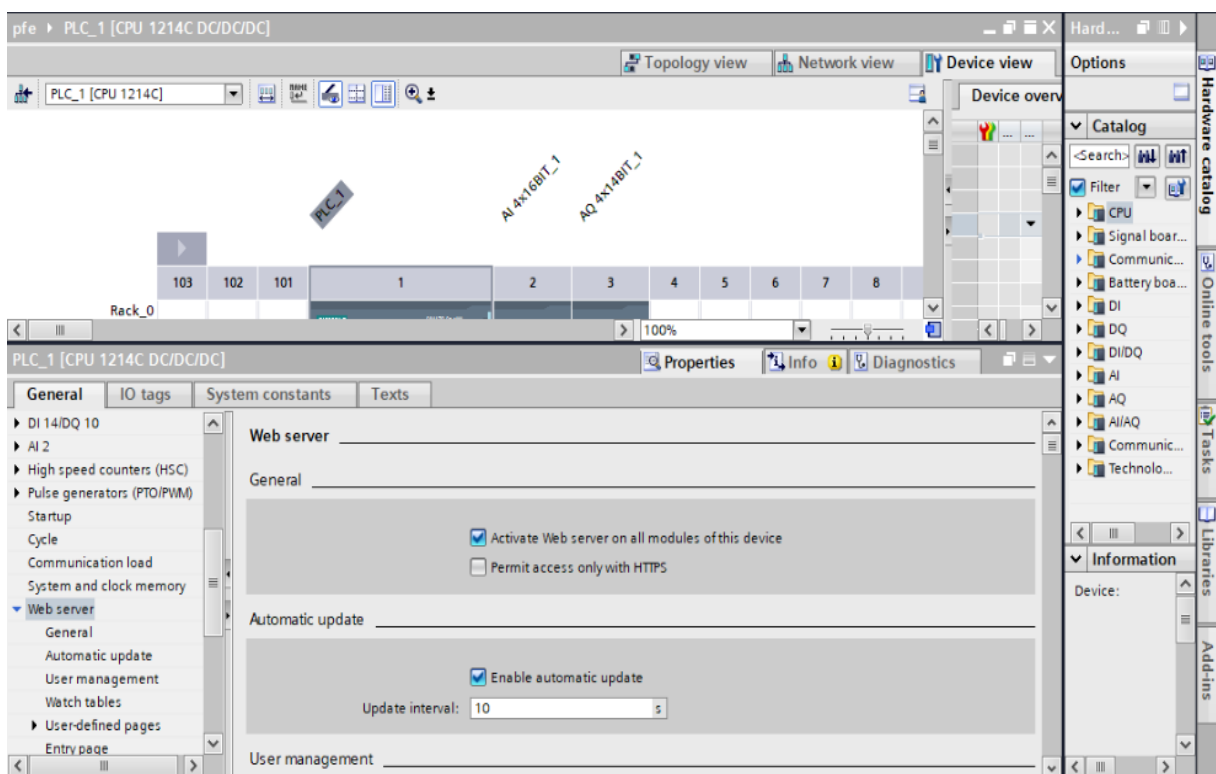 pfe ▸ PLC_1 [CPU 1214C DC/DC/DC]
Hard...
Topology view
Network view
Device view
Options
PLC_1 [CPU 1214C]
Device overv
Catalog
<Search>
Filter
CPU
Signal boar...
Communic...
Battery boa...
DI
DQ
DI/DQ
AI
AQ
AI/AQ
Communic...
Technolo...
Information
Device:
Hardware catalog
Online tools
Tasks
Libraries
Add-ins
PLC_1
AI 4x16BIT_1
AQ 4x14BIT_1
103 102 101 1 2 3 4 5 6 7 8
Rack_0
100%
PLC_1 [CPU 1214C DC/DC/DC]
Properties
Info
Diagnostics
General
IO tags
System constants
Texts
DI 14/DQ 10
AI 2
High speed counters (HSC)
Pulse generators (PTO/PWM)
Startup
Cycle
Communication load
System and clock memory
Web server
General
Automatic update
User management
Watch tables
User-defined pages
Entry page
Web server
General
Activate Web server on all modules of this device
Permit access only with HTTPS
Automatic update
Enable automatic update
Update interval: 10 s
User management